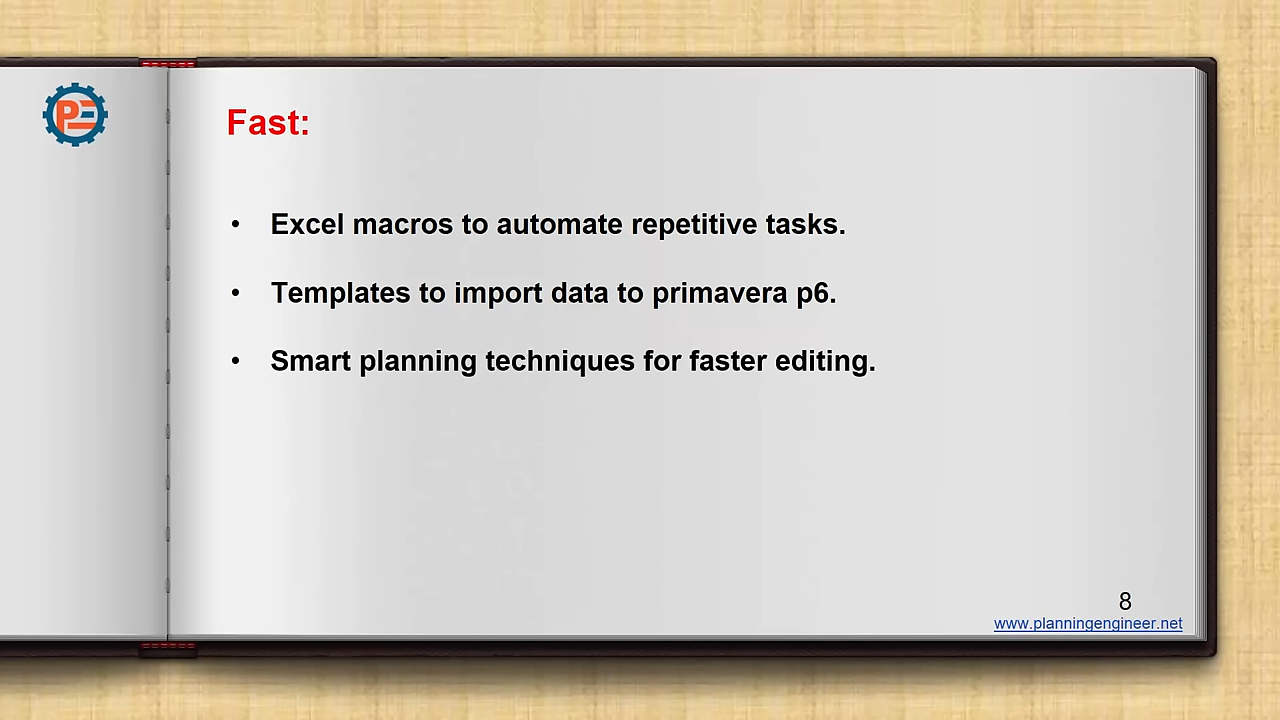 PE
Fast:
• Excel macros to automate repetitive tasks.
• Templates to import data to primavera p6.
• Smart planning techniques for faster editing.
8
www.planningengineer.net